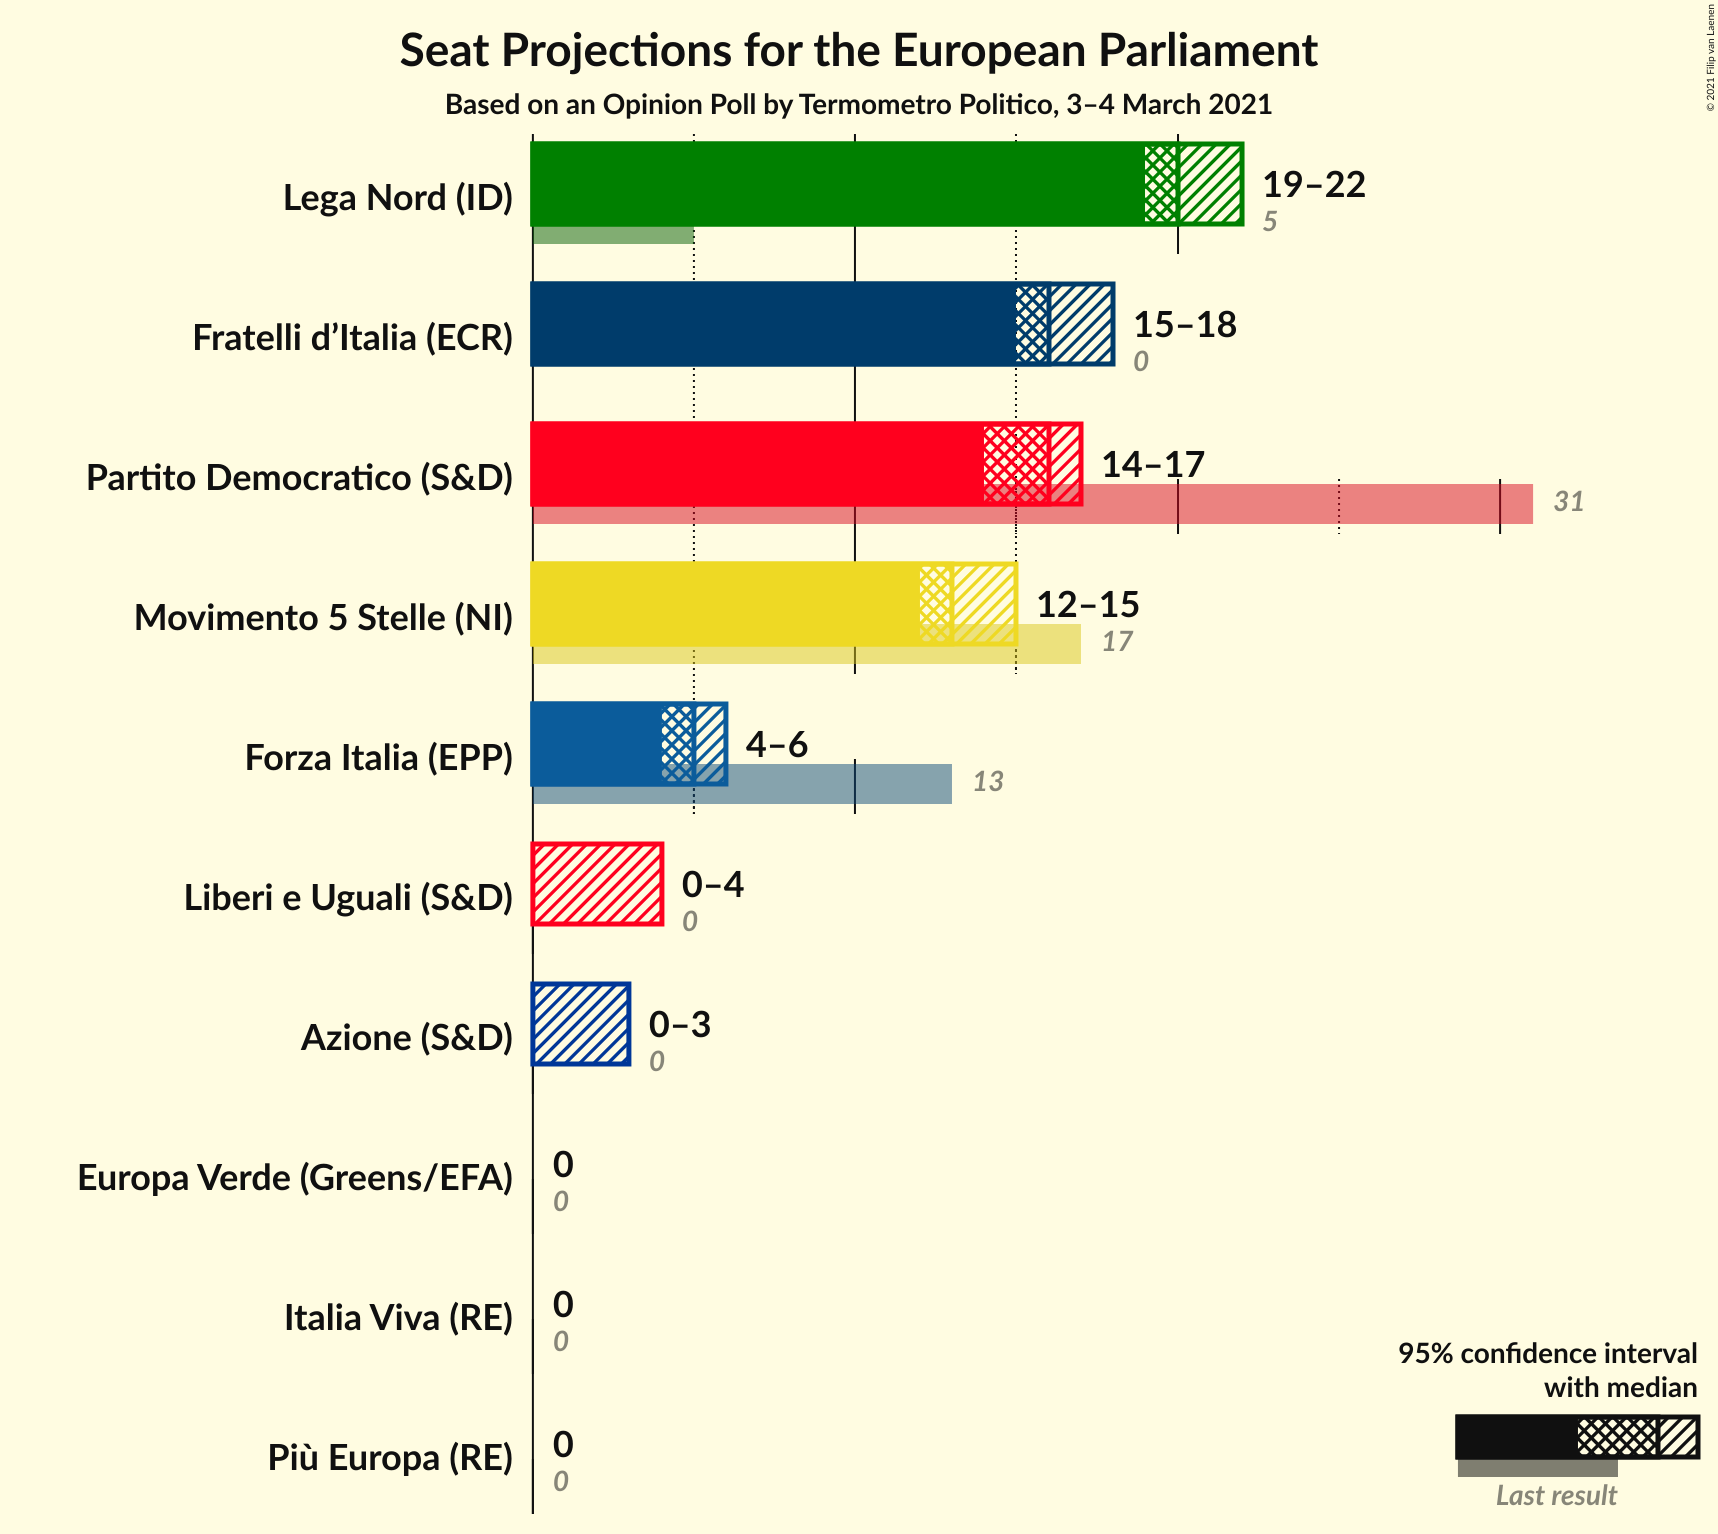 Seat Projections for the European Parliament
Based on an Opinion Poll by Termometro Politico, 3–4 March 2021
© 2021 Filip van Laenen
Lega Nord (ID)
19–22
5
Fratelli d’Italia (ECR)
15–18
0
Partito Democratico (S&D)
14–17
31
Movimento 5 Stelle (NI)
12–15
17
Forza Italia (EPP)
4–6
13
Liberi e Uguali (S&D)
0–4
0
Azione (S&D)
0–3
0
Europa Verde (Greens/EFA)
0
0
Italia Viva (RE)
0
0
Più Europa (RE)
0
0
95% confidence interval
with median
Last result